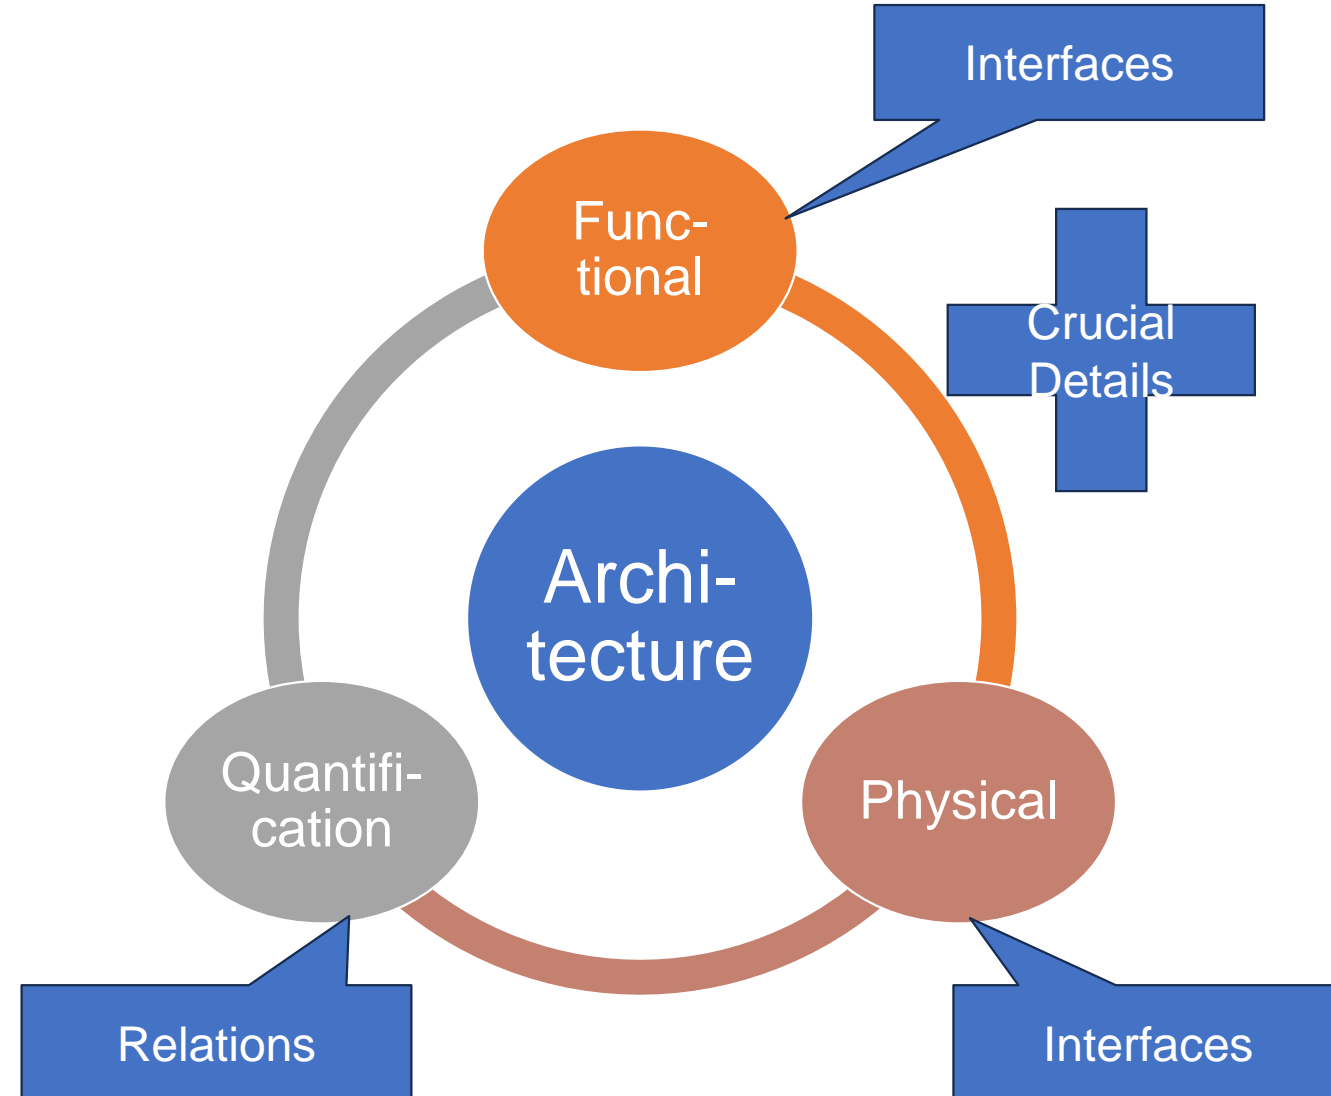 Interfaces
Func-
tional
Crucial
Details
Archi-
tecture
Quantifi-
cation
Physical
Relations
Interfaces